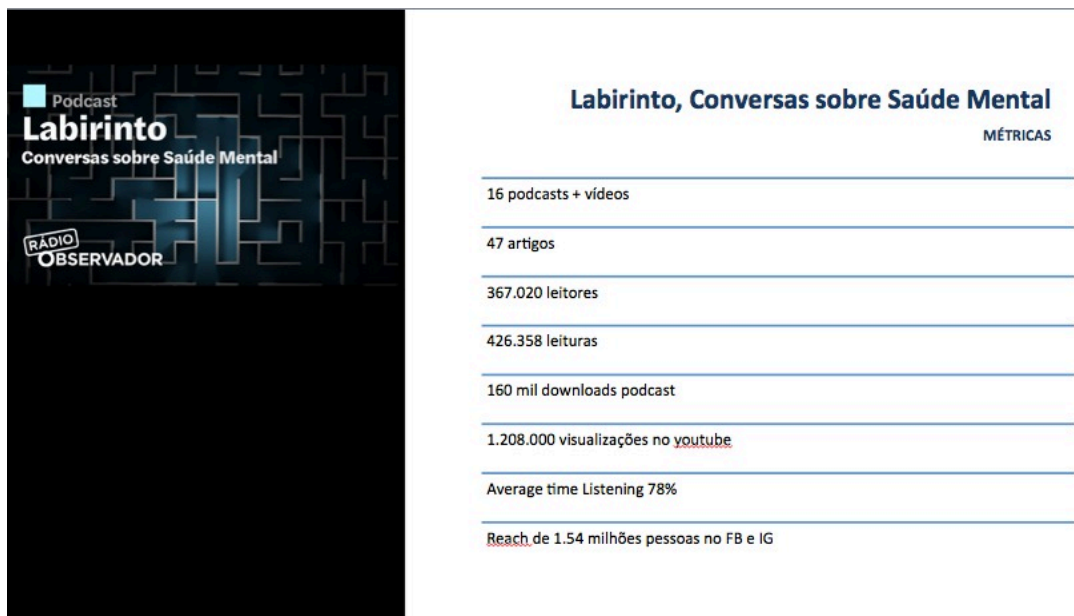 Podcast
Labirinto
Conversas sobre Saúde Mental
RÁDIO
OBSERVADOR
Labirinto, Conversas sobre Saúde Mental
MÉTRICAS
16 podcasts + vídeos
47 artigos
367.020 leitores
426.358 leituras
160 mil downloads podcast
1.208.000 visualizações no youtube
Average time Listening 78%
Reach de 1.54 milhões pessoas no FB e IG